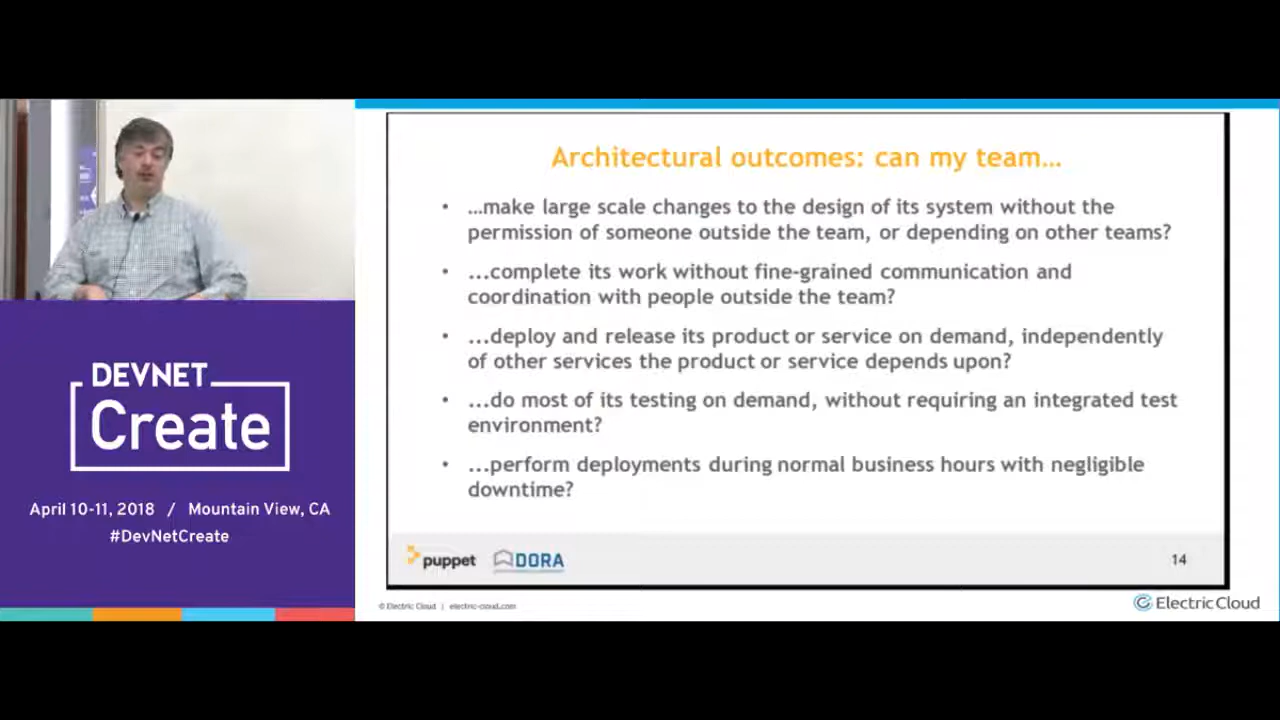 Architectural outcomes: can my team...
• …make large scale changes to the design of its system without the
permission of someone outside the team, or depending on other teams?
• ...complete its work without fine-grained communication and
coordination with people outside the team?
• ...deploy and release its product or service on demand, independently
of other services the product or service depends upon?
• ...do most of its testing on demand, without requiring an integrated test
environment?
• ...perform deployments during normal business hours with negligible
downtime?
puppet DORA 14
© Electric Cloud | electric-cloud.com
Electric Cloud
DEVNET
Create
April 10-11, 2018 / Mountain View, CA
#DevNetCreate